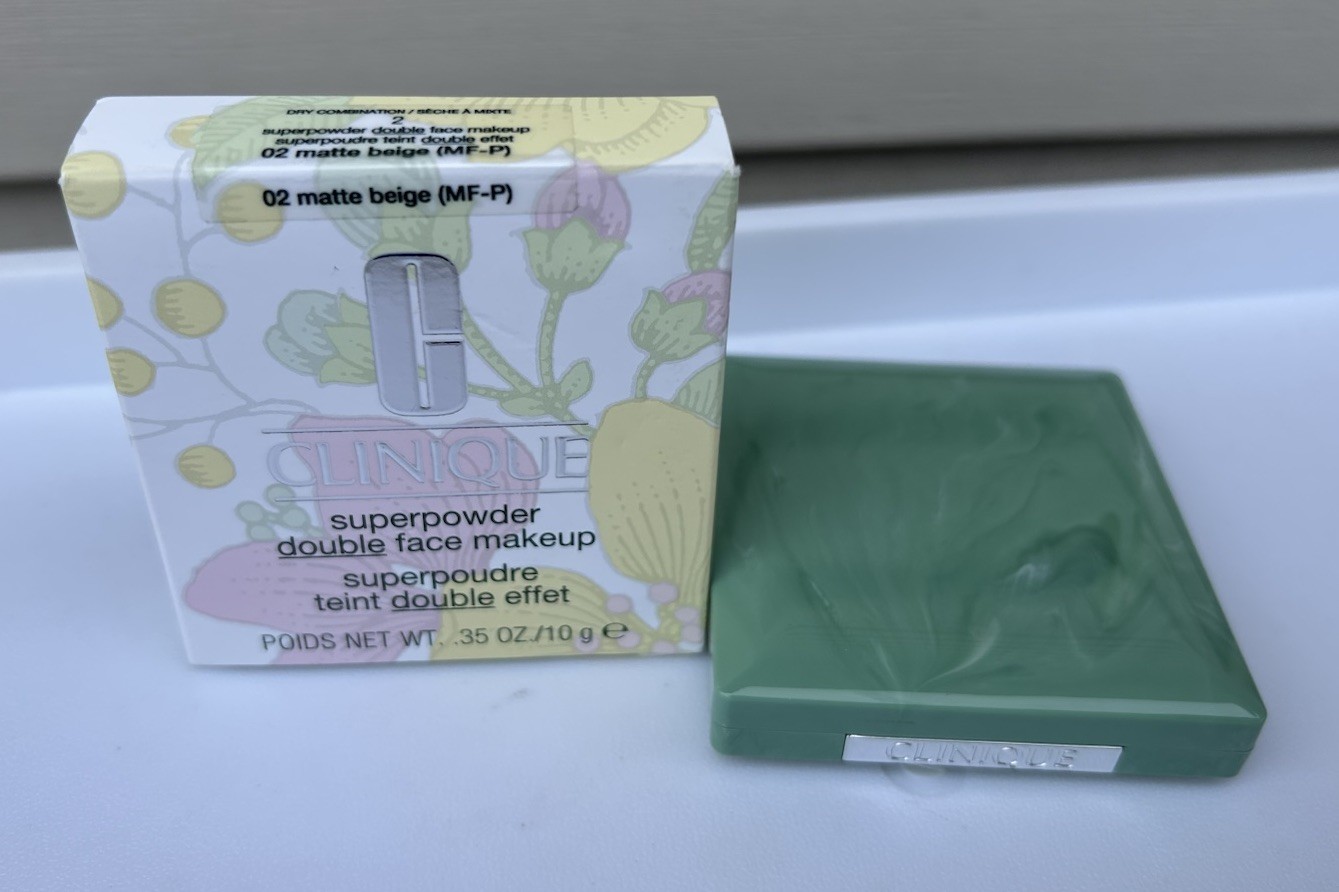 DRY COMBINATION / SÈCHE À MIXTE
2
superpowder double face makeup
superpoudre teint double effet
02 matte beige (MF-P)
02 matte beige (MF-P)
CLINIQUE
superpowder
double face makeup
superpoudre
teint double effet
POIDS NET WT. .35 OZ./10 g ℮
CLINIQUE